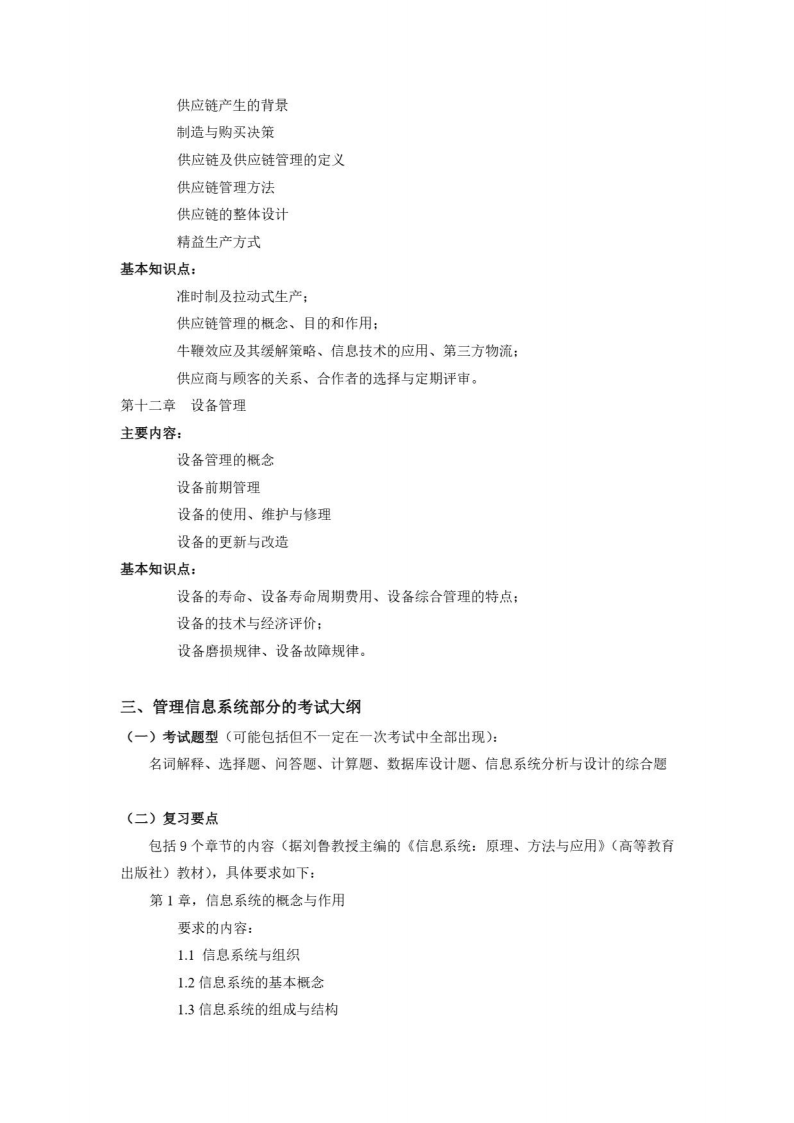 供应链产生的背景
制造与购买决策
供应链及供应链管理的定义
供应链管理方法
供应链的整体设计
精益生产方式
基本知识点：
准时制及拉动式生产；
供应链管理的概念、目的和作用；
牛鞭效应及其缓解策略、信息技术的应用、第三方物流；
供应商与顾客的关系、合作者的选择与定期评审。
第十二章　设备管理
主要内容：
设备管理的概念
设备前期管理
设备的使用、维护与修理
设备的更新与改造
基本知识点：
设备的寿命、设备寿命周期费用、设备综合管理的特点；
设备的技术与经济评价；
设备磨损规律、设备故障规律。
三、管理信息系统部分的考试大纲
（一）考试题型（可能包括但不一定在一次考试中全部出现）：
名词解释、选择题、问答题、计算题、数据库设计题、信息系统分析与设计的综合题
（二）复习要点
包括 9 个章节的内容（据刘鲁教授主编的《信息系统：原理、方法与应用》（高等教育
出版社）教材），具体要求如下：
第 1 章，信息系统的概念与作用
要求的内容：
1.1 信息系统与组织
1.2 信息系统的基本概念
1.3 信息系统的组成与结构